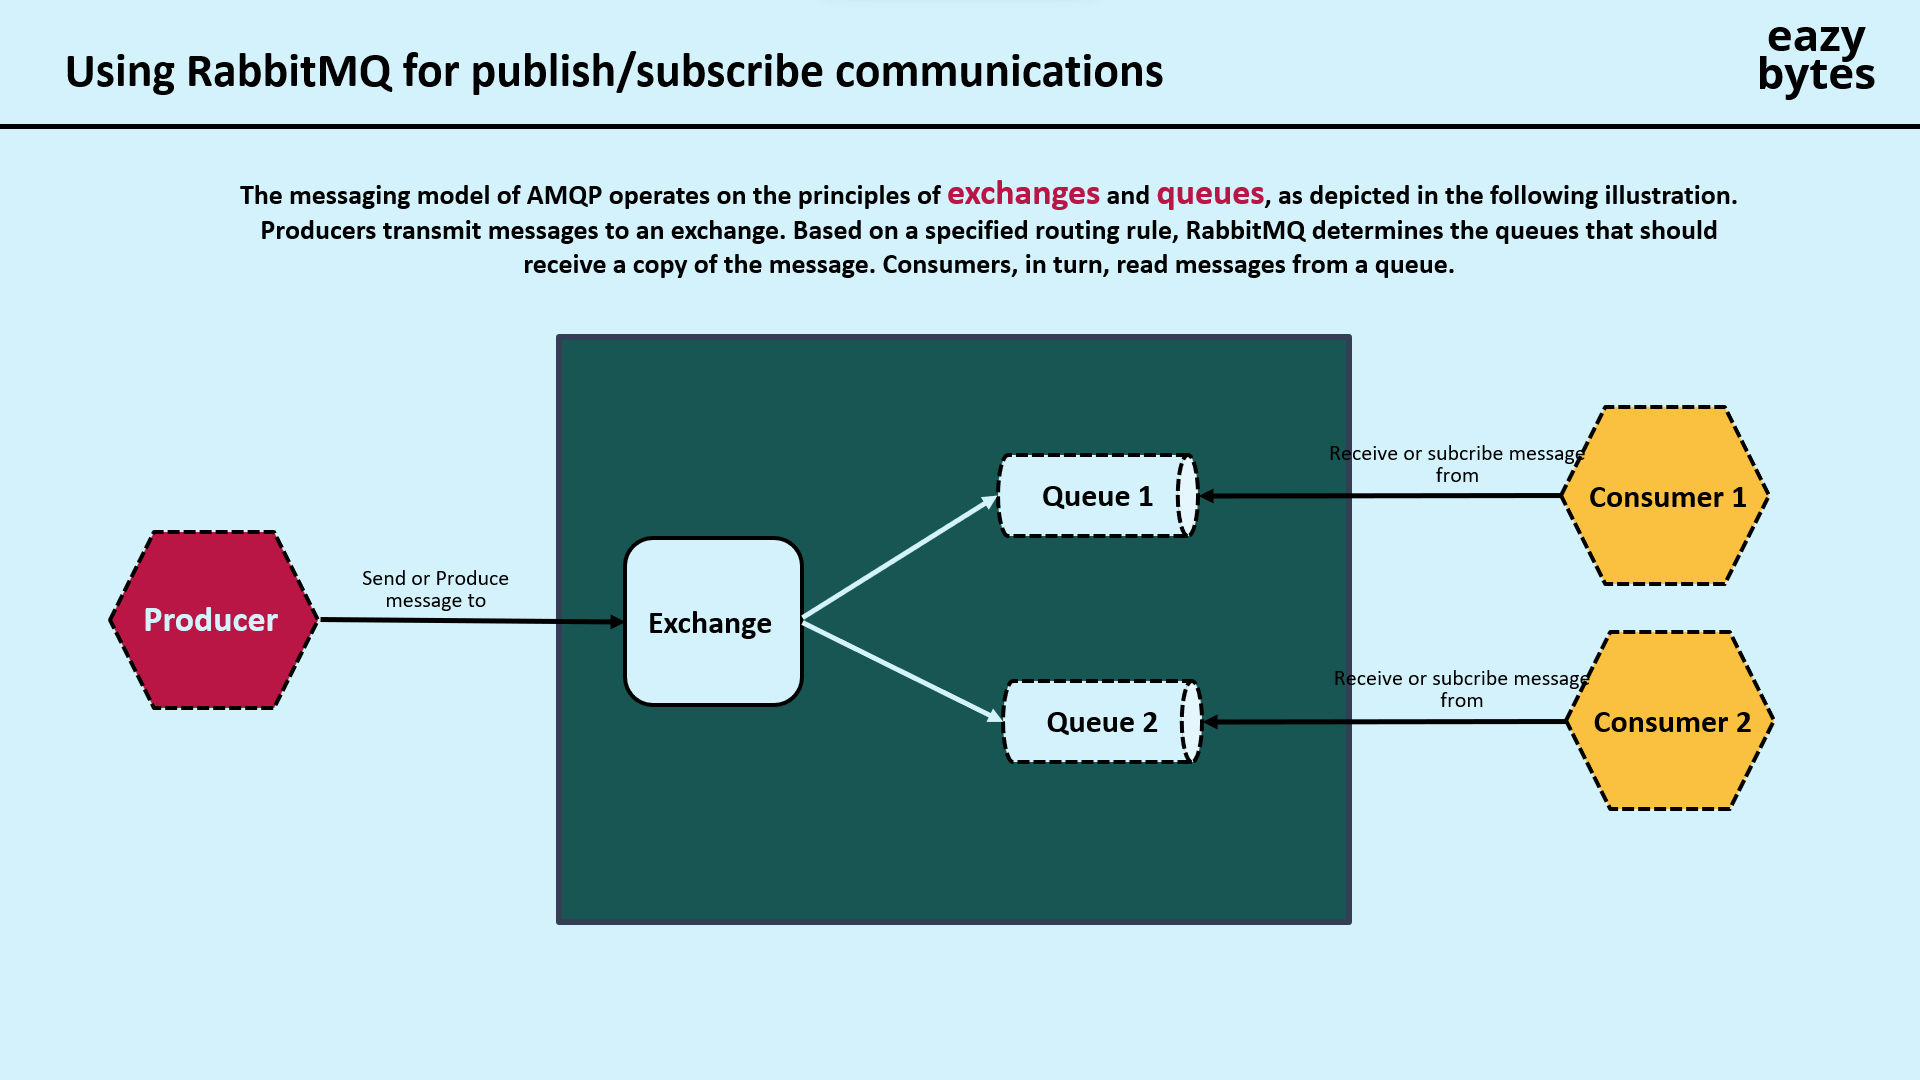 Using RabbitMQ for publish/subscribe communications
eazy
bytes
The messaging model of AMQP operates on the principles of exchanges and queues, as depicted in the following illustration.
Producers transmit messages to an exchange. Based on a specified routing rule, RabbitMQ determines the queues that should
receive a copy of the message. Consumers, in turn, read messages from a queue.
Producer
Send or Produce
message to
Exchange
Queue 1
Receive or subcribe message
from
Consumer 1
Queue 2
Receive or subcribe message
from
Consumer 2